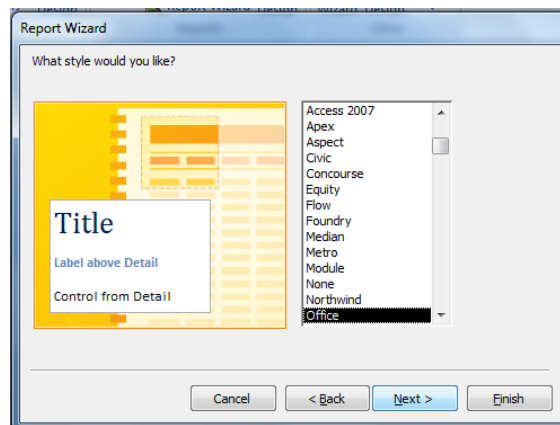 Report Wizard
What style would you like?
Title
Label above Detail
Control from Detail
Access 2007
Apex
Aspect
Civic
Concourse
Equity
Flow
Foundry
Median
Metro
Module
None
Northwind
Office
Cancel
< Back
Next >
Finish